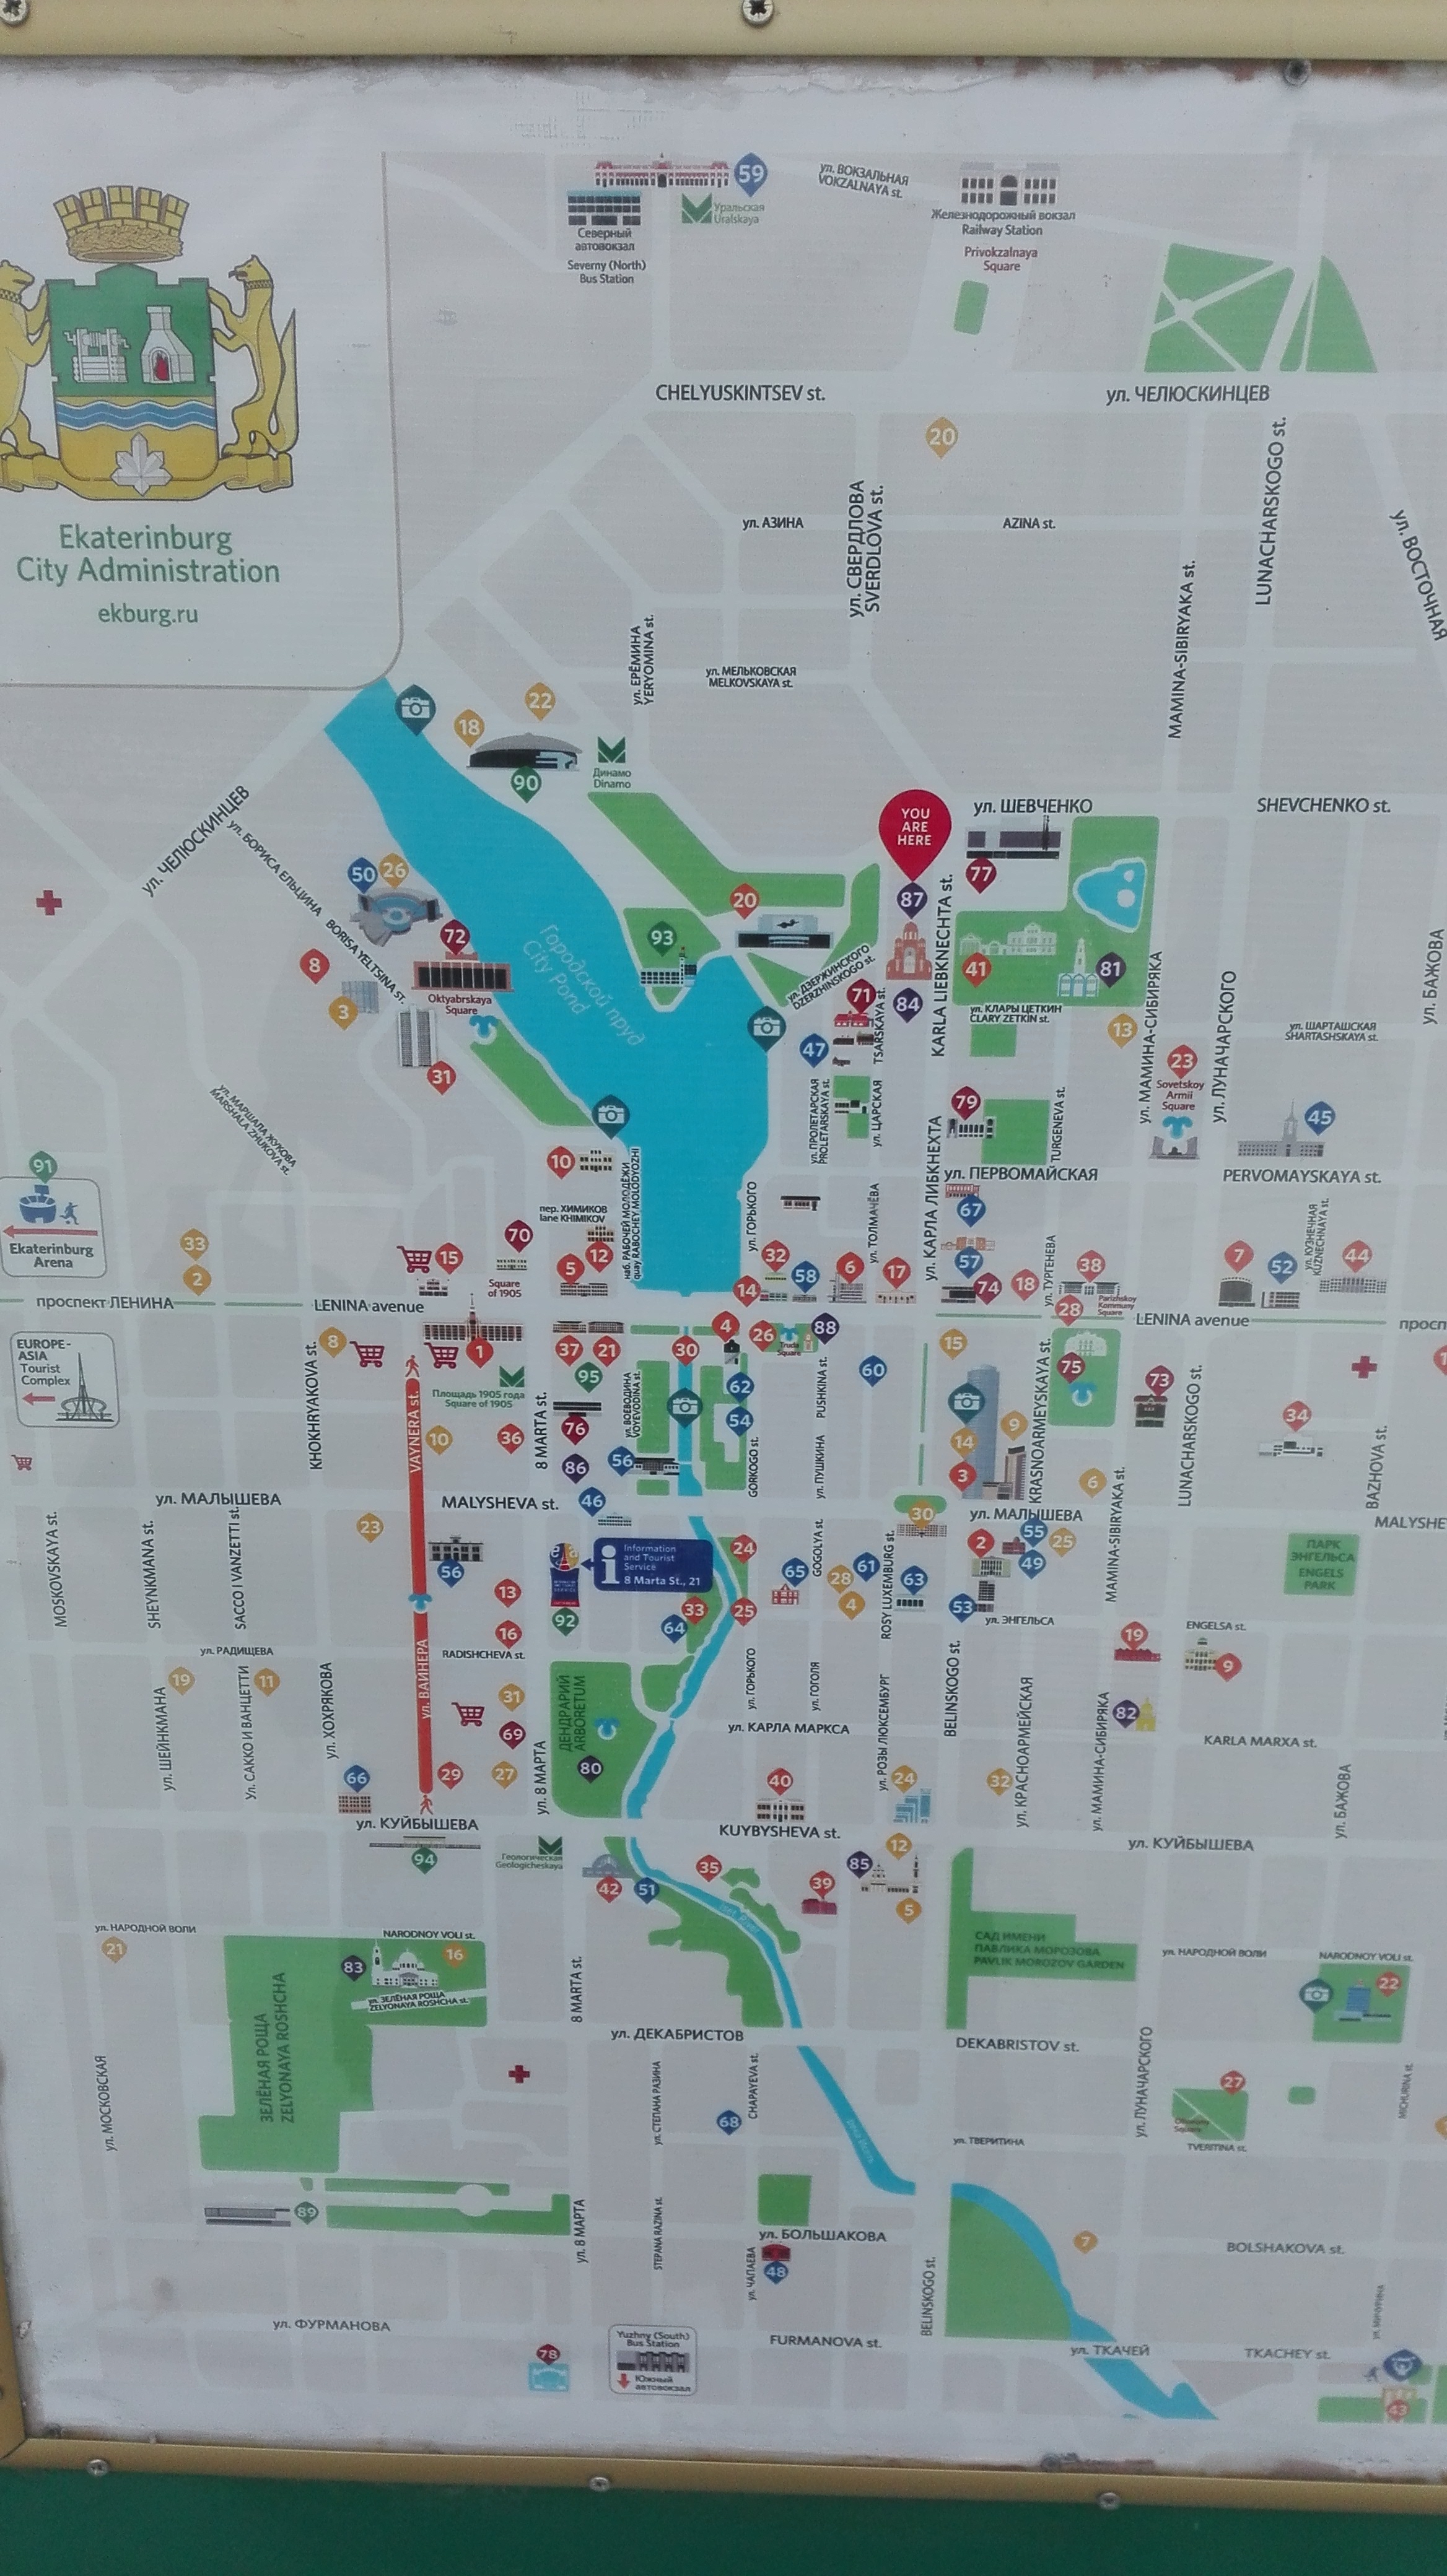 59
ул. ВОКЗАЛЬНАЯ
VOKZALNAYA st.
Уральская
Uralskaya
Северный
автовокзал
Severny (North)
Bus Station
Железнодорожный вокзал
Railway Station
Privokzalnaya
Square
Ekaterinburg
City Administration
ekburg.ru
CHELYUSKINTSEV st.
ул. ЧЕЛЮСКИНЦЕВ
20
ул. АЗИНА
AZINA st.
ул. СВЕРДЛОВА
SVERDLOVA st.
LUNACHARSKOGO st.
ул. ВОСТОЧНАЯ
MAMINA-SIBIRYAKA st.
ул. ЕРЁМИНА
YERYOMINA st.
ул. МЕЛЬКОВСКАЯ
MELKOVSKAYA st.
22
18
90
Динамо
Dinamo
ул. ЧЕЛЮСКИНЦЕВ
ул. БОРИСА ЕЛЬЦИНА
BORISA YELTSINA st.
YOU
ARE
HERE
ул. ШЕВЧЕНКО
SHEVCHENKO st.
77
50
26
20
87
KARLA LIEBKNECHTA st.
72
93
41
81
8
3
Oktyabrskaya
Square
Городской пруд
City Pond
ул. ДЗЕРЖИНСКОГО
DZERZHINSKOGO st.
71
84
TSARSKAYA st.
ул. КЛАРЫ ЦЕТКИН
CLARY ZETKIN st.
13
ул. МАМИНА-СИБИРЯКА
ул. ЛУНАЧАРСКОГО
ул. БАЖОВА
ул. ШАРТАШСКАЯ
SHARTASHSKAYA st.
47
31
23
Sovetskoy
Armii
Square
ул. МАРШАЛА ЖУКОВА
MARSHALA ZHUKOVA st.
ул. ПРОЛЕТАРСКАЯ
PROLETARSKAYA st.
ул. ЦАРСКАЯ
79
TURGENEVA st.
45
91
Ekaterinburg
Arena
10
наб. РАБОЧЕЙ МОЛОДЁЖИ
quay RABOCHEY MOLODYOZHI
ул. КАРЛА ЛИБКНЕХТА
ул. ПЕРВОМАЙСКАЯ
PERVOMAYSKAYA st.
пер. ХИМИКОВ
lane KHIMIKOV
ул. ГОРЬКОГО
ул. ТОЛМАЧЁВА
67
ул. КУЗНЕЧНАЯ
KUZNECHNAYA st.
33
2
15
70
Square
of 1905
5
12
32
58
6
17
14
57
74
18
ул. ТУРГЕНЕВА
38
28
Parizhskoy
Kommuny
Square
7
52
44
проспект ЛЕНИНА
LENINA avenue
LENINA avenue
просп
EUROPE-
ASIA
Tourist
Complex
8
1
37
21
30
4
26
Truda
Square
88
15
KHOKHRYAKOVA st.
VAYNERA st.
Площадь 1905 года
Square of 1905
95
ул. ВОЕВОДИНА
VOYEVODINA st.
62
54
PUSHKINA st.
60
KRASNOARMEYSKAYA st.
75
73
LUNACHARSKOGO st.
10
36
8 MARTA st.
76
86
56
GORKOGO st.
ул. ПУШКИНА
14
9
3
6
34
BAZHOVA st.
ул. МАЛЫШЕВА
MALYSHEVA st.
46
30
ул. МАЛЫШЕВА
MALYSHE
MOSKOVSKAYA st.
SHEYNKMANA st.
SACCO I VANZETTI st.
23
56
Information
and Tourist
Service
8 Marta St., 21
24
GOGOLYA st.
ROSY LUXEMBURG st.
2
55
25
49
MAMINA-SIBIRYAKA st.
ПАРК
ЭНГЕЛЬСА
ENGELS
PARK
13
92
65
28
61
4
63
53
33
25
64
ул. ЭНГЕЛЬСА
ENGELSA st.
16
RADISHCHEVA st.
ул. РАДИЩЕВА
19
9
19
11
ул. ШЕЙНКМАНА
ул. САККО И ВАНЦЕТТИ
ул. ХОХРЯКОВА
ул. ВАЙНЕРА
31
69
ДЕНДРАРИЙ
ARBORETUM
ул. ГОРЬКОГО
ул. ГОГОЛЯ
ул. РОЗЫ ЛЮКСЕМБУРГ
BELINSKOGO st.
ул. КРАСНОАРМЕЙСКАЯ
ул. МАМИНА-СИБИРЯКА
82
ул. КАРЛА МАРКСА
KARLA MARXA st.
66
29
27
ул. 8 МАРТА
80
40
24
32
ул. БАЖОВА
ул. КУЙБЫШЕВА
KUYBYSHEVA st.
ул. КУЙБЫШЕВА
94
Геологическая
Geologicheskaya
42
51
35
39
85
12
5
Iset River
ул. НАРОДНОЙ ВОЛИ
NARODNOY VOLI st.
21
83
16
ул. ЗЕЛЁНАЯ РОЩА
ZELYONAYA ROSHCHA st.
ЗЕЛЁНАЯ РОЩА
ZELYONAYA ROSHCHA
8 MARTA st.
САД ИМЕНИ
ПАВЛИКА МОРОЗОВА
PAVLIK MOROZOV GARDEN
ул. НАРОДНОЙ ВОЛИ
NARODNOY VOLI st.
22
ул. ДЕКАБРИСТОВ
DEKABRISTOV st.
ул. МОСКОВСКАЯ
ул. СТЕПАНА РАЗИНА
CHAPAYEVA st.
68
ул. ЛУНАЧАРСКОГО
27
MICHURINA st.
ул. ТВЕРИТИНА
TVERITINA st.
89
ул. 8 МАРТА
STEPANA RAZINA st.
ул. БОЛЬШАКОВА
BOLSHAKOVA st.
7
ул. ЧАПАЕВА
48
BELINSKOGO st.
ул. ФУРМАНОВА
FURMANOVA st.
ул. ТКАЧЕЙ
TKACHEY st.
78
Yuzhny (South)
Bus Station
Южный
автовокзал
43